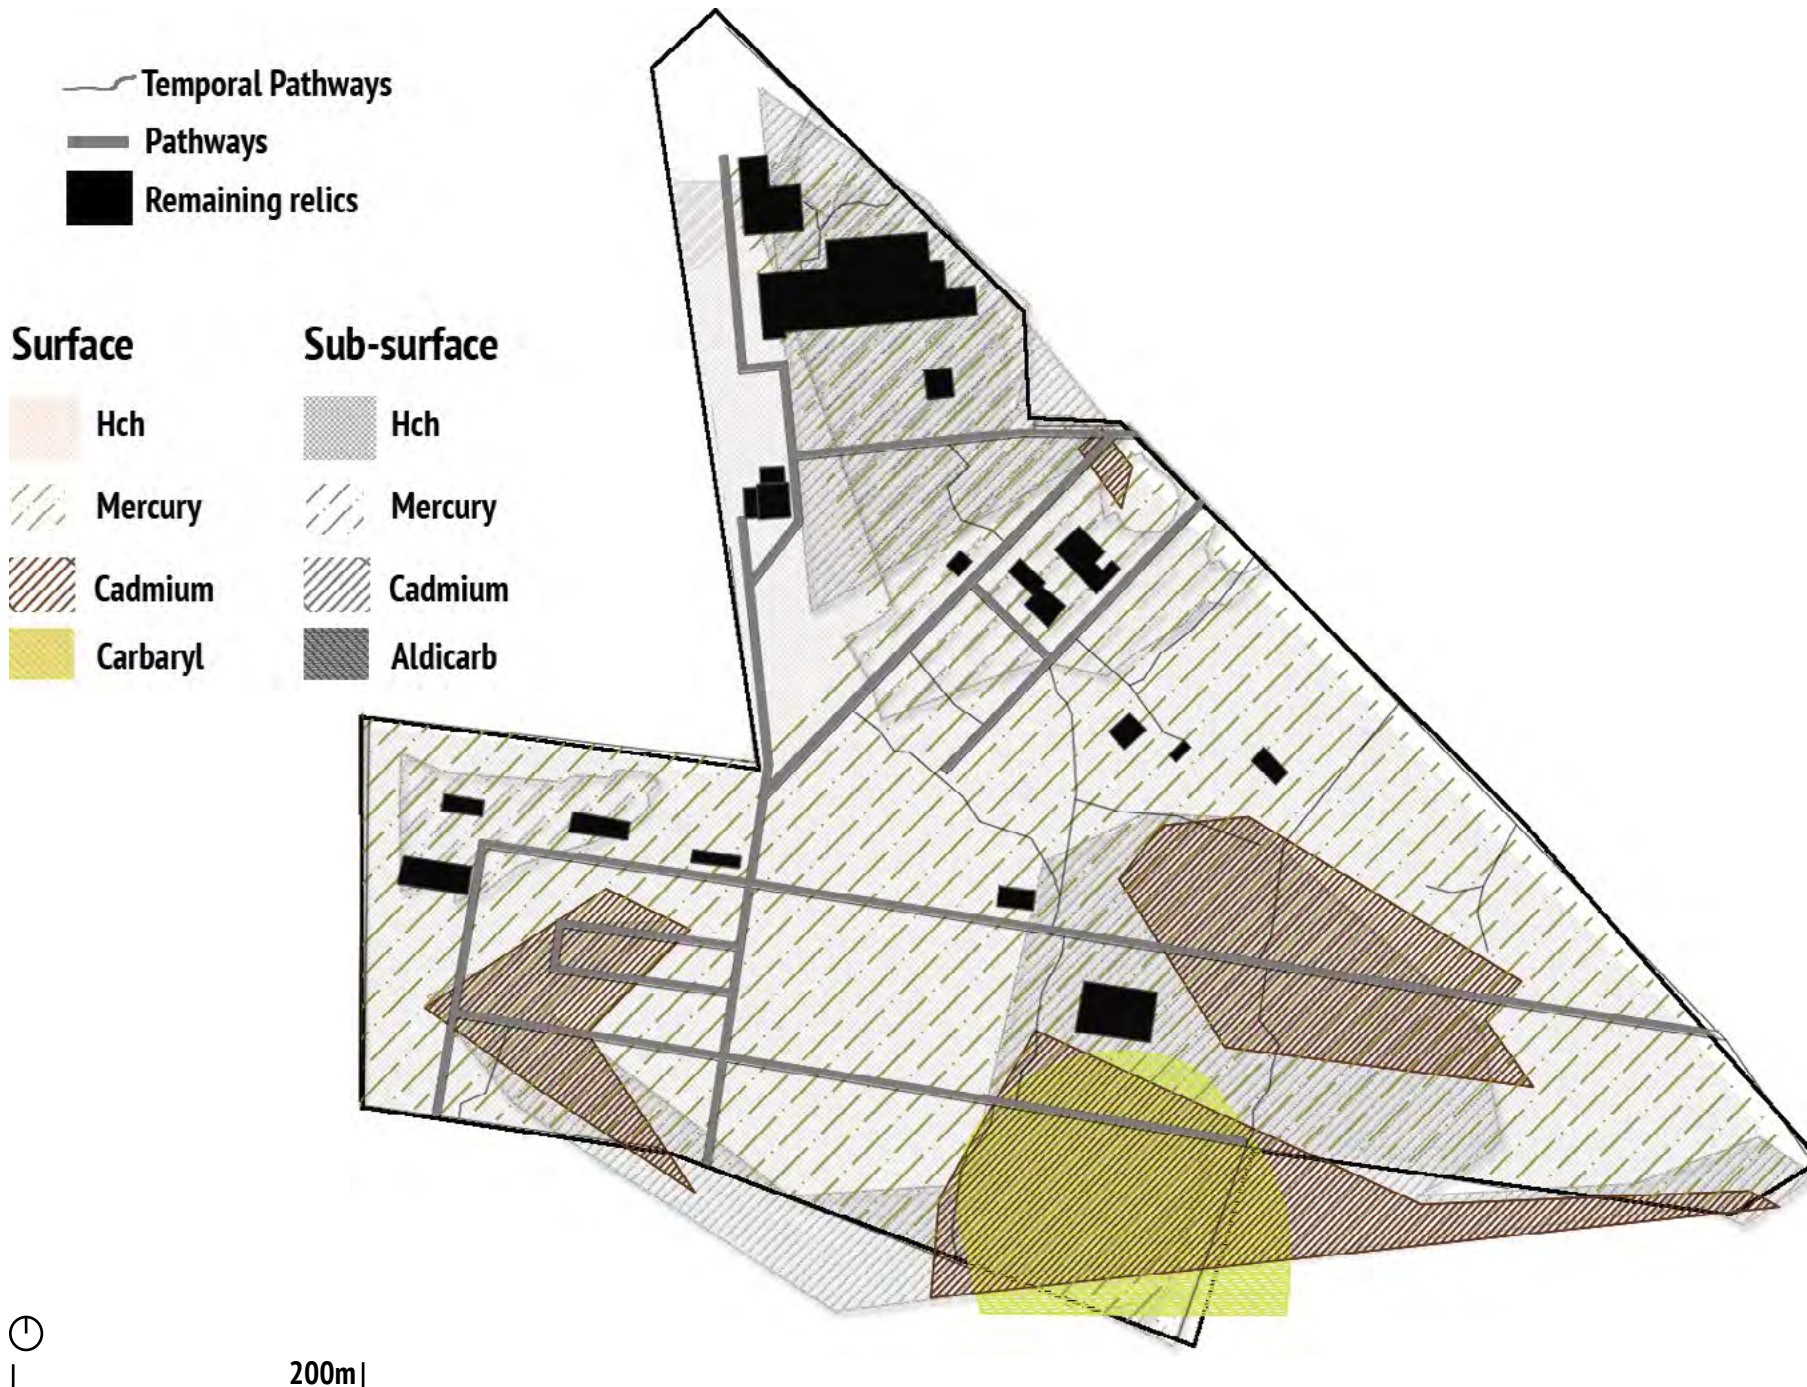 Temporal Pathways
Pathways
Remaining relics
Surface
Hch
Mercury
Cadmium
Carbaryl
Sub-surface
Hch
Mercury
Cadmium
Aldicarb
200m